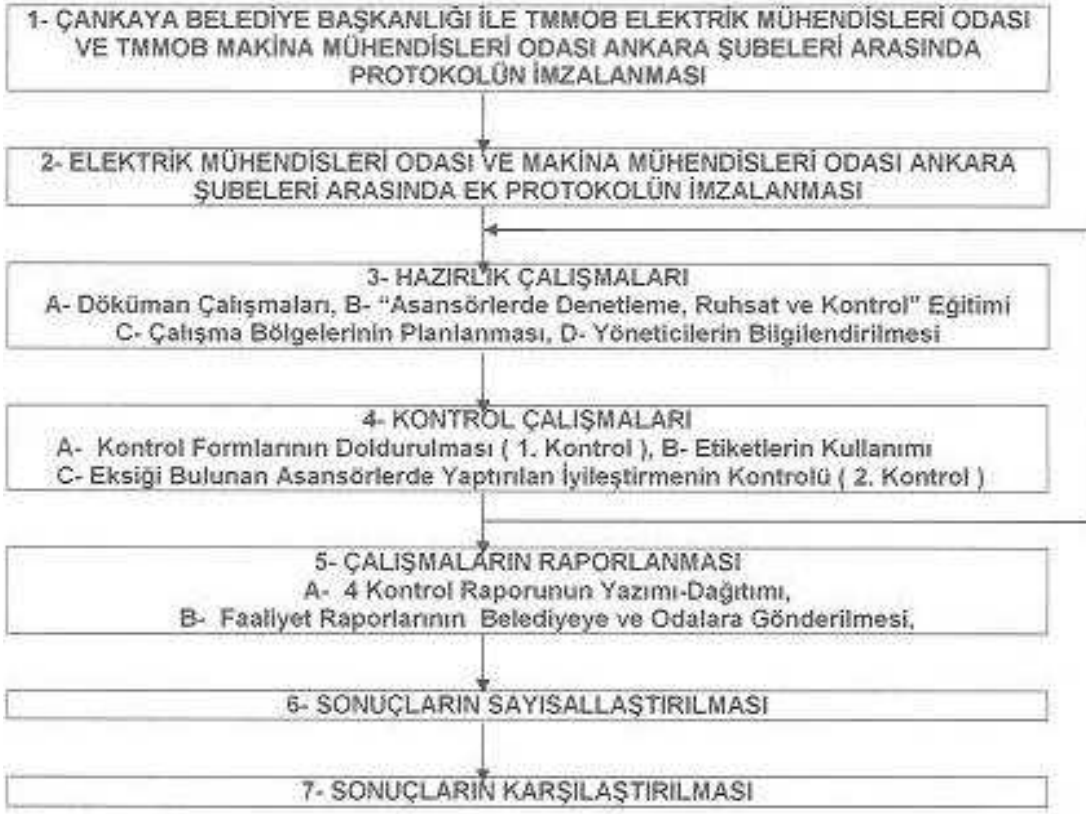 1- ÇANKAYA BELEDİYE BAŞKANLIĞI İLE TMMOB ELEKTRİK MÜHENDİSLERİ ODASI
VE TMMOB MAKİNA MÜHENDİSLERİ ODASI ANKARA ŞUBELERİ ARASINDA
PROTOKOLÜN İMZALANMASI
2- ELEKTRİK MÜHENDİSLERİ ODASI VE MAKİNA MÜHENDİSLERİ ODASI ANKARA
ŞUBELERİ ARASINDA EK PROTOKOLÜN İMZALANMASI
3- HAZIRLIK ÇALIŞMALARI
A- Döküman Çalışmaları, B- “Asansörlerde Denetleme, Ruhsat ve Kontrol” Eğitimi
C- Çalışma Bölgelerinin Planlanması, D- Yöneticilerin Bilgilendirilmesi
4- KONTROL ÇALIŞMALARI
A- Kontrol Formlarının Doldurulması ( 1. Kontrol ), B- Etiketlerin Kullanımı
C- Eksiği Bulunan Asansörlerde Yaptırılan İyileştirmenin Kontrolü ( 2. Kontrol )
5- ÇALIŞMALARIN RAPORLANMASI
A- 4 Kontrol Raporunun Yazımı-Dağıtımı,
B- Faaliyet Raporlarının Belediyeye ve Odalara Gönderilmesi,
6- SONUÇLARIN SAYISALLAŞTIRILMASI
7- SONUÇLARIN KARŞILAŞTIRILMASI